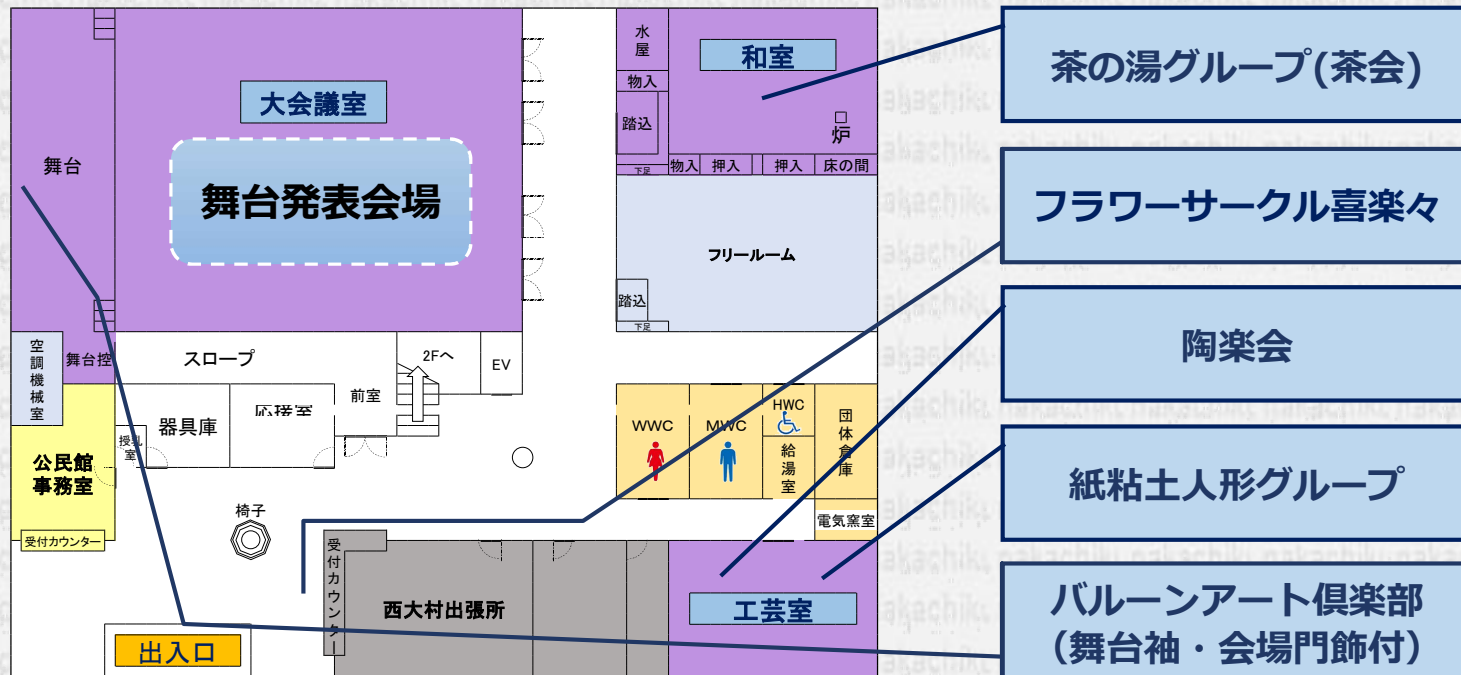 水屋
和室
茶の湯グループ(茶会)
物入
大会議室
踏込
炉
舞台
下足
物入
押入
押入
床の間
舞台発表会場
フラワーサークル喜楽々
フリールーム
踏込
下足
陶楽会
空調機械室
舞台控
スロープ
2Fへ
EV
前室
応接室
器具庫
WWC
MWC
HWC
団体倉庫
給湯室
授乳室
公民館
事務室
紙粘土人形グループ
椅子
電気窯室
受付カウンター
受付カウンター
西大村出張所
工芸室
バルーンアート倶楽部
(舞台袖・会場門飾付)
出入口